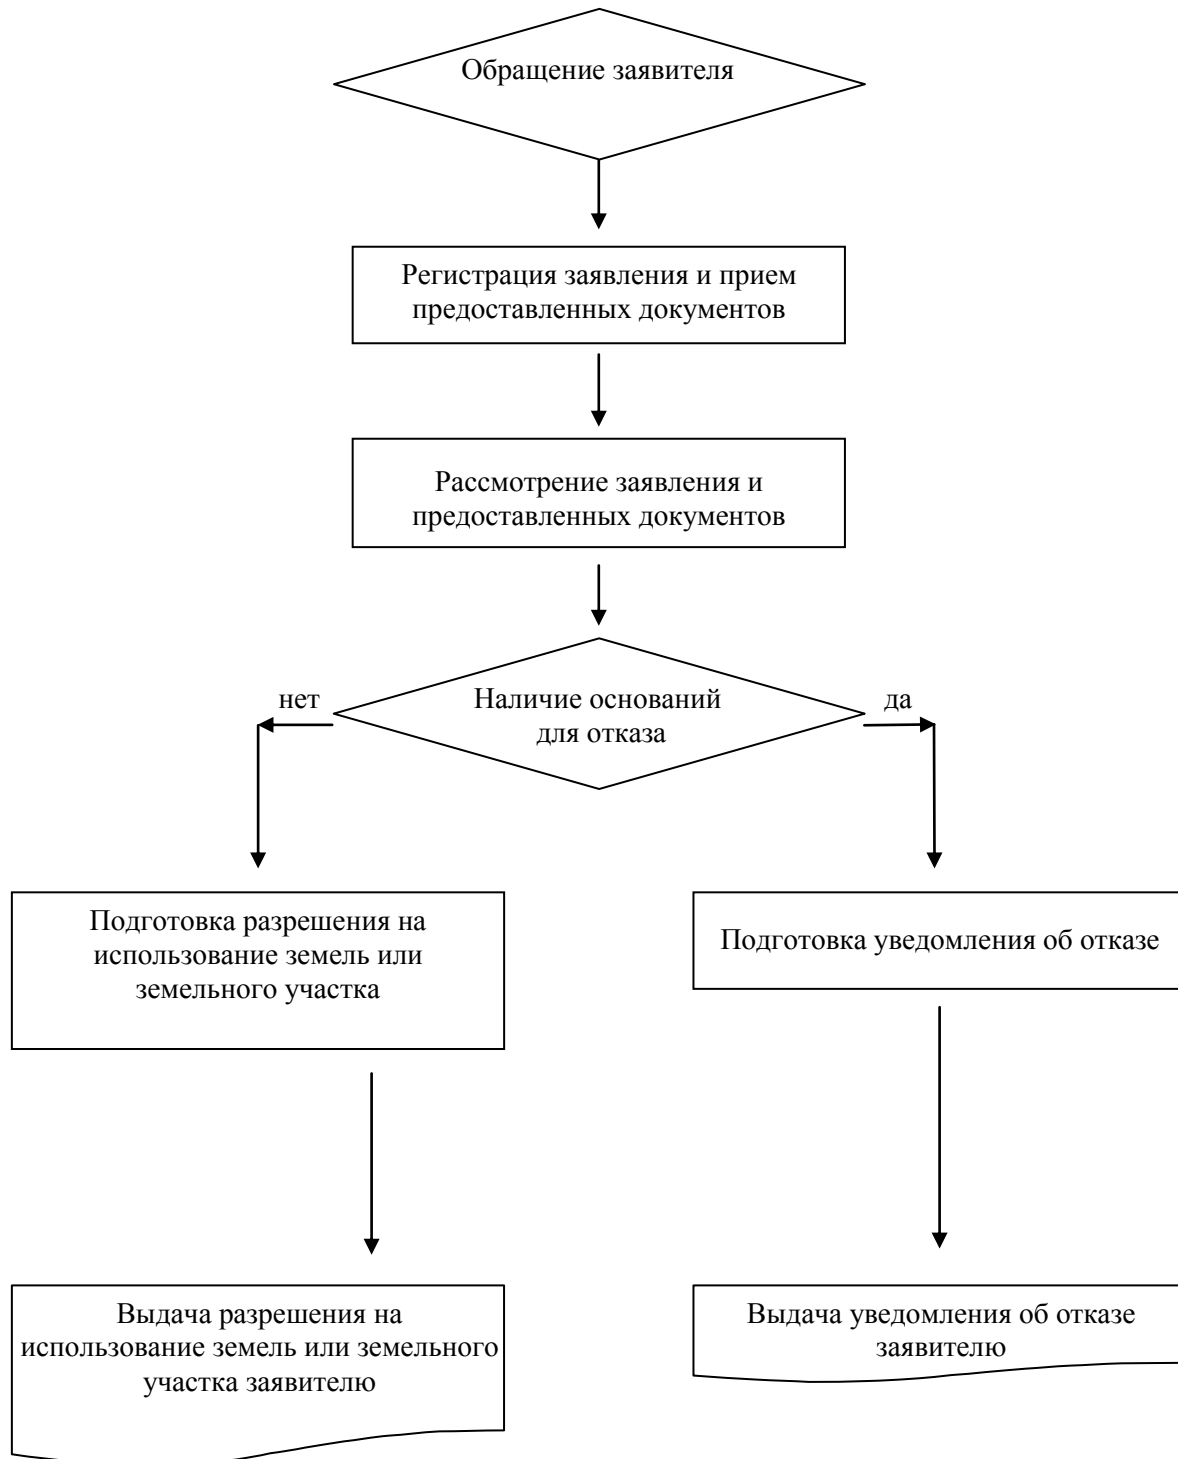 Обращение заявителя
Регистрация заявления и прием
предоставленных документов
Рассмотрение заявления и
предоставленных документов
нет
Наличие оснований
для отказа
да
Подготовка разрешения на
использование земель или
земельного участка
Подготовка уведомления об отказе
Выдача разрешения на
использование земель или земельного
участка заявителю
Выдача уведомления об отказе
заявителю